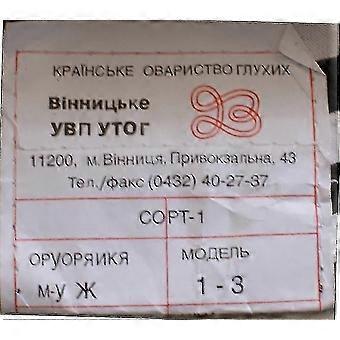 КРАЇНСЬКЕ ОВАРИСТВО ГЛУХИХ
Вінницьке
УВП УТОГ
11200, м. Вінниця, Привокзальна, 43
Тел./факс (0432) 40-27-37
СОРТ-1
ОРУОРЯИКЯ
МОДЕЛЬ
м-у Ж
1 - 3